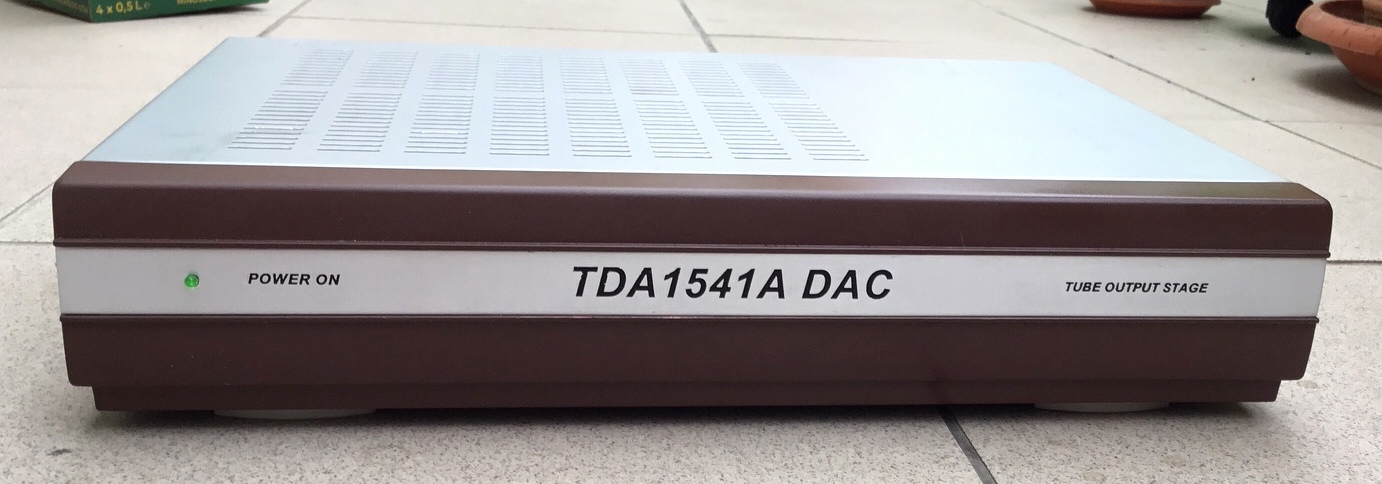 4 x 0,5 L e
POWER ON
TDA1541A DAC
TUBE OUTPUT STAGE